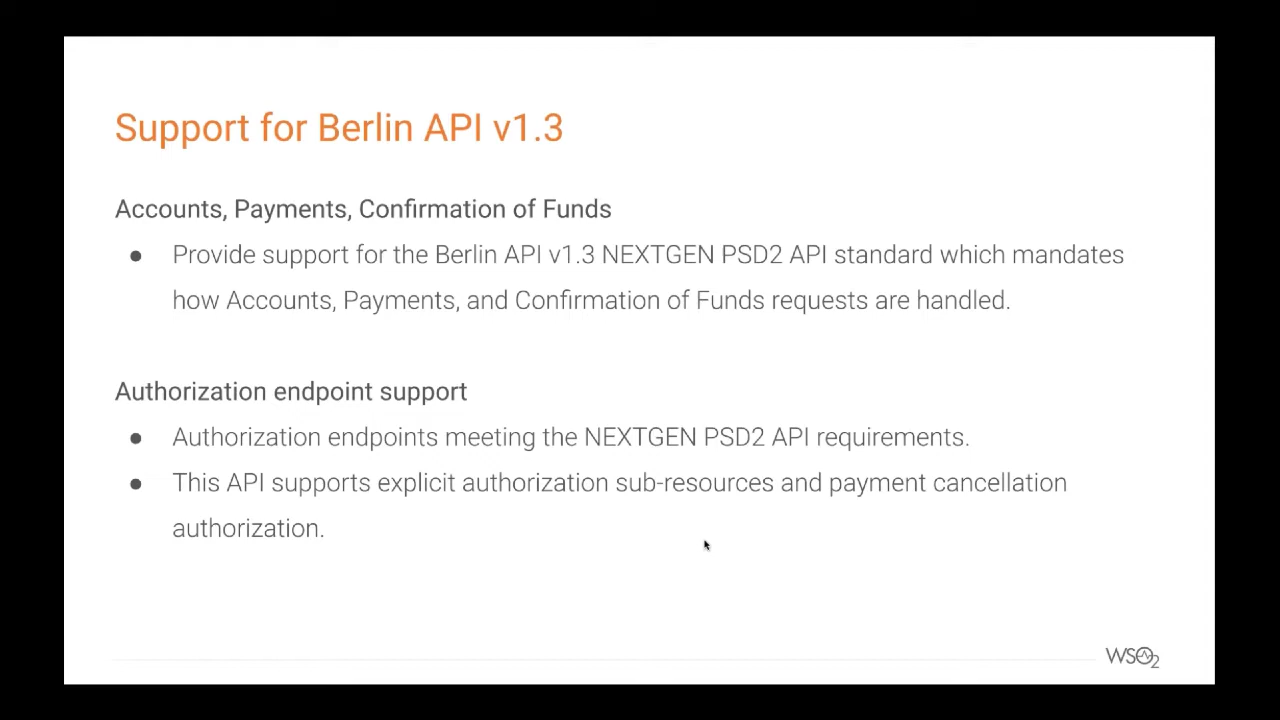 Support for Berlin API v1.3
Accounts, Payments, Confirmation of Funds
● Provide support for the Berlin API v1.3 NEXTGEN PSD2 API standard which mandates
how Accounts, Payments, and Confirmation of Funds requests are handled.
Authorization endpoint support
● Authorization endpoints meeting the NEXTGEN PSD2 API requirements.
● This API supports explicit authorization sub-resources and payment cancellation
authorization.
WSO2